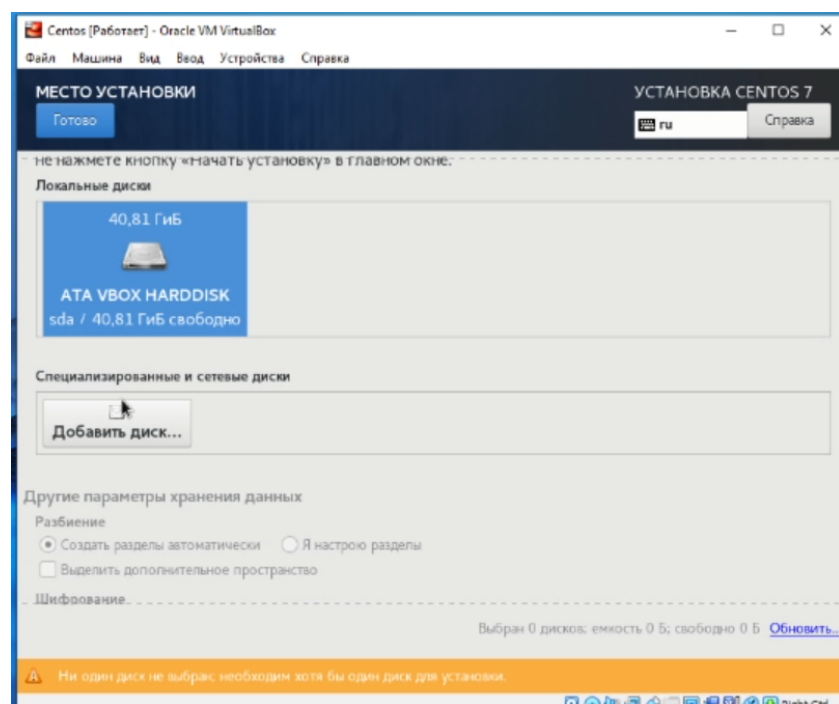 Centos [Работает] - Oracle VM VirtualBox
Файл Машина Вид Ввод Устройства Справка
МЕСТО УСТАНОВКИ
УСТАНОВКА CENTOS 7
Готово
ru
Справка
не нажмете кнопку «Начать установку» в главном окне.
Локальные диски
40,81 ГиБ
ATA VBOX HARDDISK
sda / 40,81 ГиБ свободно
Специализированные и сетевые диски
Добавить диск...
Другие параметры хранения данных
Разбиение
Создать разделы автоматически Я настрою разделы
Выделить дополнительное пространство
Шифрование
Выбран 0 дисков; емкость 0 Б; свободно 0 Б Обновить...
Ни один диск не выбран; необходим хотя бы один диск для установки.
Right Ctrl